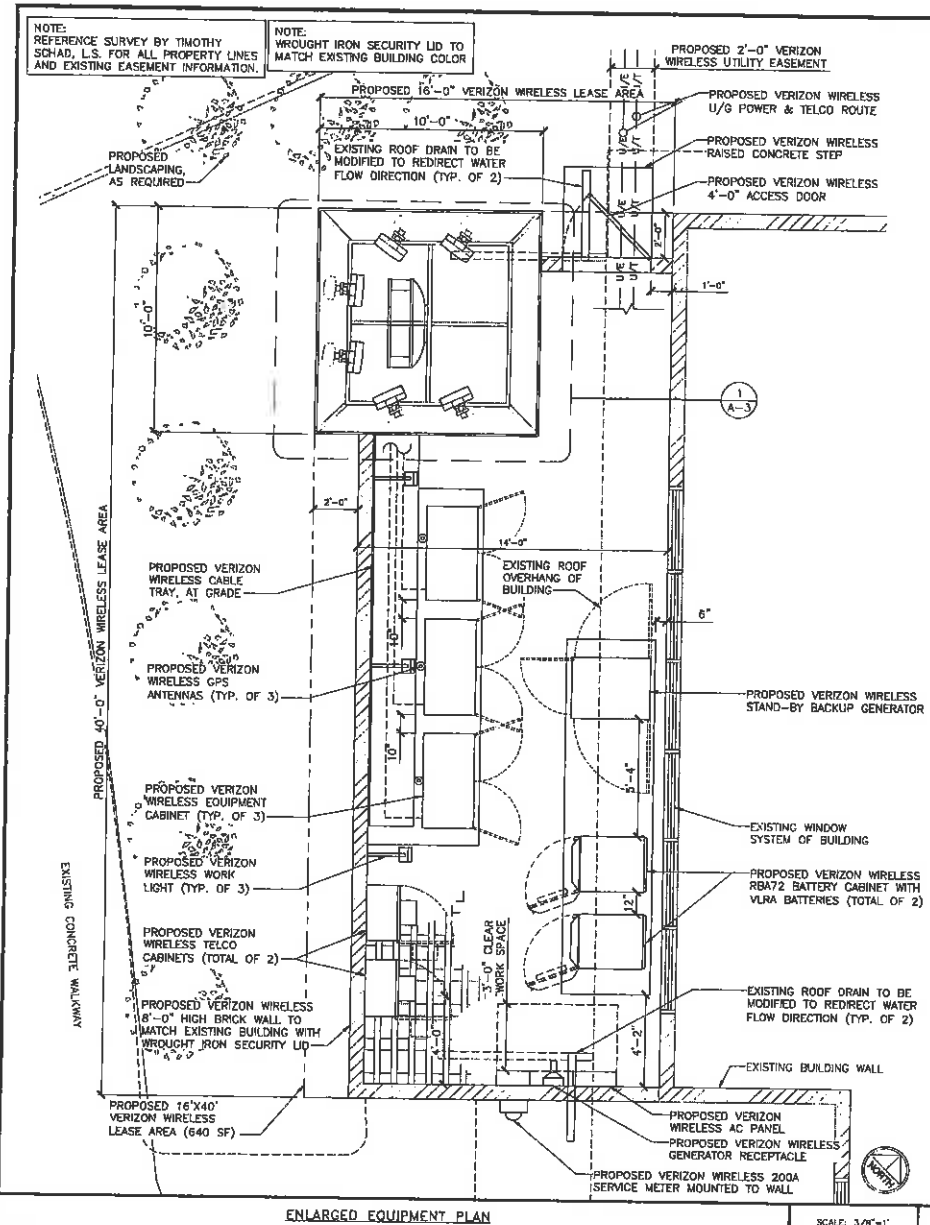 NOTE:
REFERENCE SURVEY BY TIMOTHY
SCHAD, L.S. FOR ALL PROPERTY LINES
AND EXISTING EASEMENT INFORMATION.
NOTE:
WROUGHT IRON SECURITY LID TO
MATCH EXISTING BUILDING COLOR
PROPOSED 2'-0" VERIZON
WIRELESS UTILITY EASEMENT
PROPOSED 16'-0" VERIZON WIRELESS LEASE AREA
PROPOSED VERIZON WIRELESS
U/G POWER & TELCO ROUTE
10'-0"
EXISTING ROOF DRAIN TO BE
MODIFIED TO REDIRECT WATER
FLOW DIRECTION (TYP. OF 2)
PROPOSED VERIZON WIRELESS
RAISED CONCRETE STEP
PROPOSED
LANDSCAPING,
AS REQUIRED
PROPOSED VERIZON WIRELESS
4'-0" ACCESS DOOR
U/E
U/T
U/E
U/T
U/E
U/T
U/E
U/T
2'-0"
1'-0"
10'-0"
1
A-3
2'-0"
14'-0"
PROPOSED 40'-0" VERIZON WIRELESS LEASE AREA
PROPOSED VERIZON
WIRELESS CABLE
TRAY, AT GRADE
EXISTING ROOF
OVERHANG OF
BUILDING
6"
10"
PROPOSED VERIZON
WIRELESS GPS
ANTENNAS (TYP. OF 3)
PROPOSED VERIZON WIRELESS
STAND-BY BACKUP GENERATOR
10"
5'-4"
PROPOSED VERIZON
WIRELESS EQUIPMENT
CABINET (TYP. OF 3)
EXISTING WINDOW
SYSTEM OF BUILDING
PROPOSED VERIZON
WIRELESS WORK
LIGHT (TYP. OF 3)
PROPOSED VERIZON WIRELESS
RBA72 BATTERY CABINET WITH
VLRA BATTERIES (TOTAL OF 2)
12"
EXISTING CONCRETE WALKWAY
PROPOSED VERIZON
WIRELESS TELCO
CABINETS (TOTAL OF 2)
3'-0" CLEAR
WORK SPACE
PROPOSED VERIZON WIRELESS
8'-0" HIGH BRICK WALL TO
MATCH EXISTING BUILDING WITH
WROUGHT IRON SECURITY LID
EXISTING ROOF DRAIN TO BE
MODIFIED TO REDIRECT WATER
FLOW DIRECTION (TYP. OF 2)
4'-0"
4'-2"
EXISTING BUILDING WALL
PROPOSED 16'X40'
VERIZON WIRELESS
LEASE AREA (640 SF)
PROPOSED VERIZON
WIRELESS AC PANEL
PROPOSED VERIZON WIRELESS
GENERATOR RECEPTACLE
PROPOSED VERIZON WIRELESS 200A
SERVICE METER MOUNTED TO WALL
NORTH
ENLARGED EQUIPMENT PLAN
SCALE: 3/8"=1'